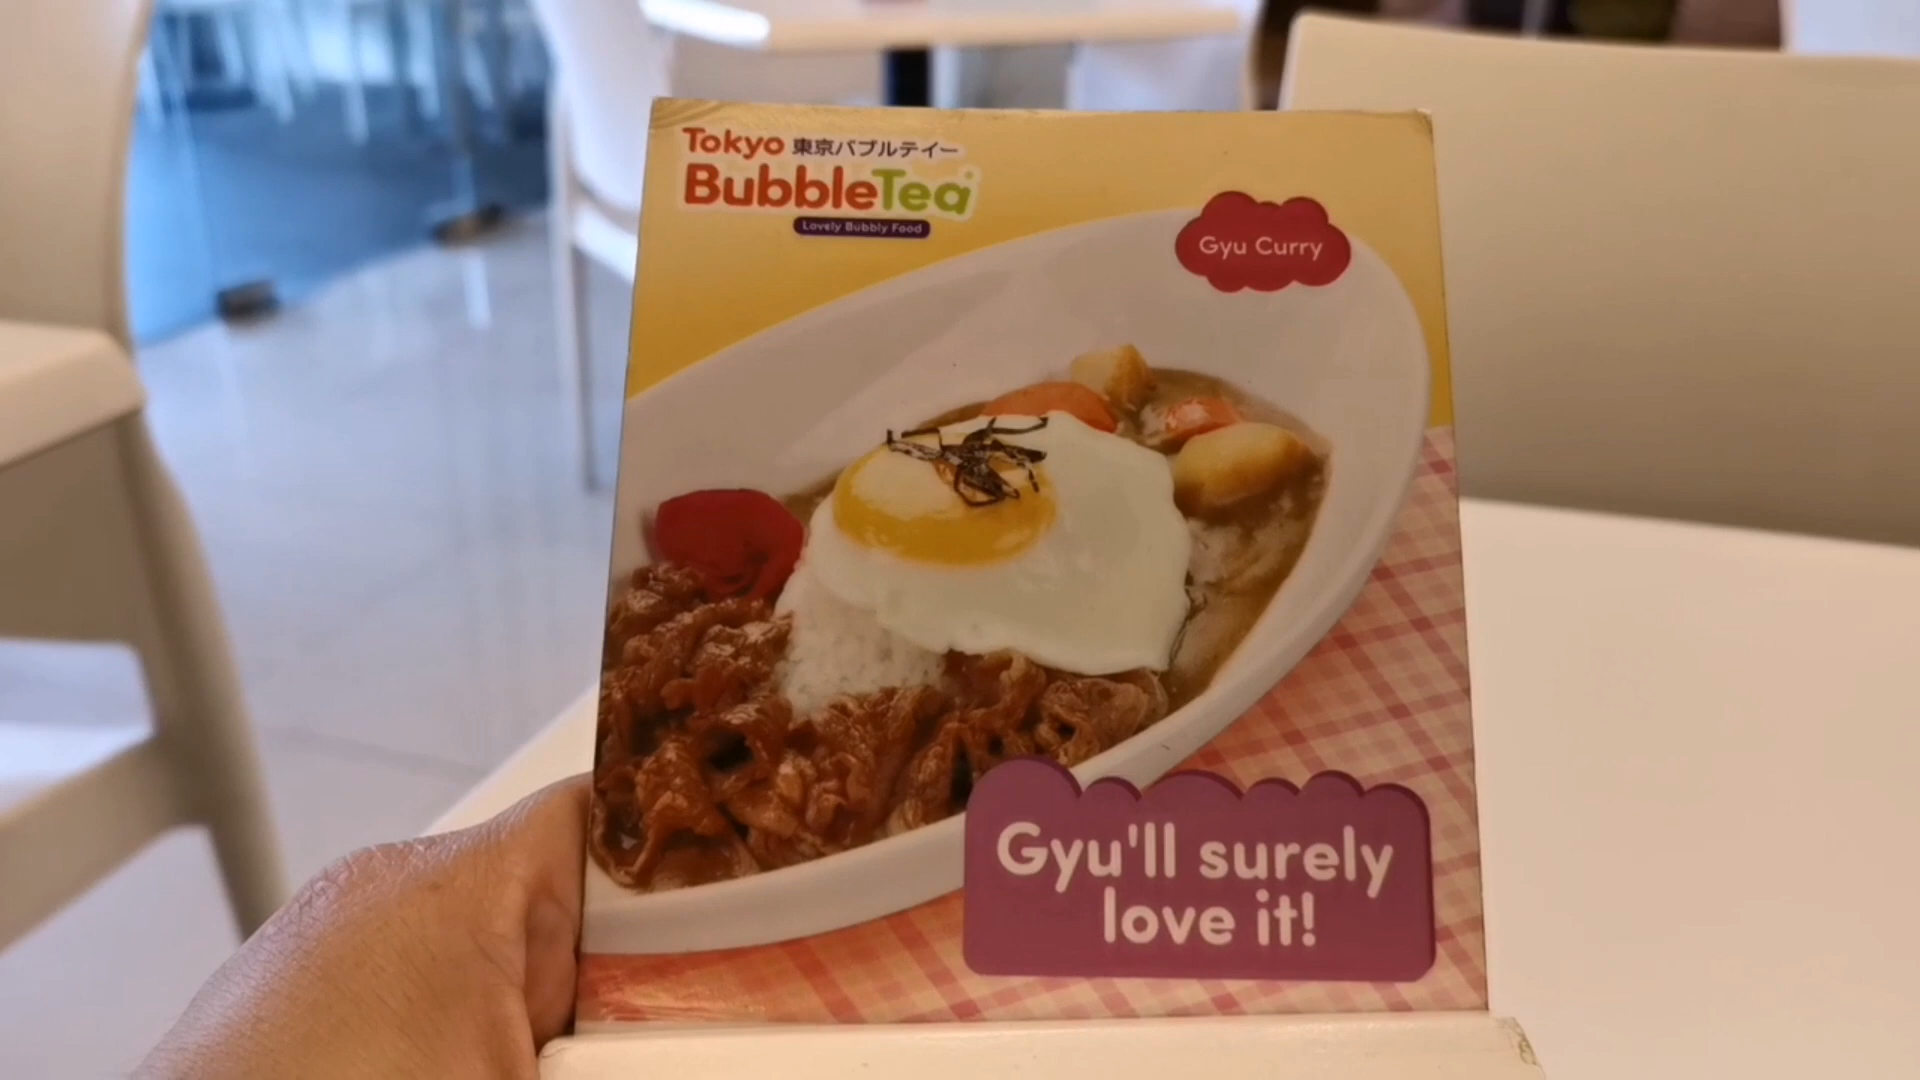 Tokyo 東京バブルテイー
BubbleTea
Lovely Bubbly Food
Gyu Curry
Gyu'll surely
love it!